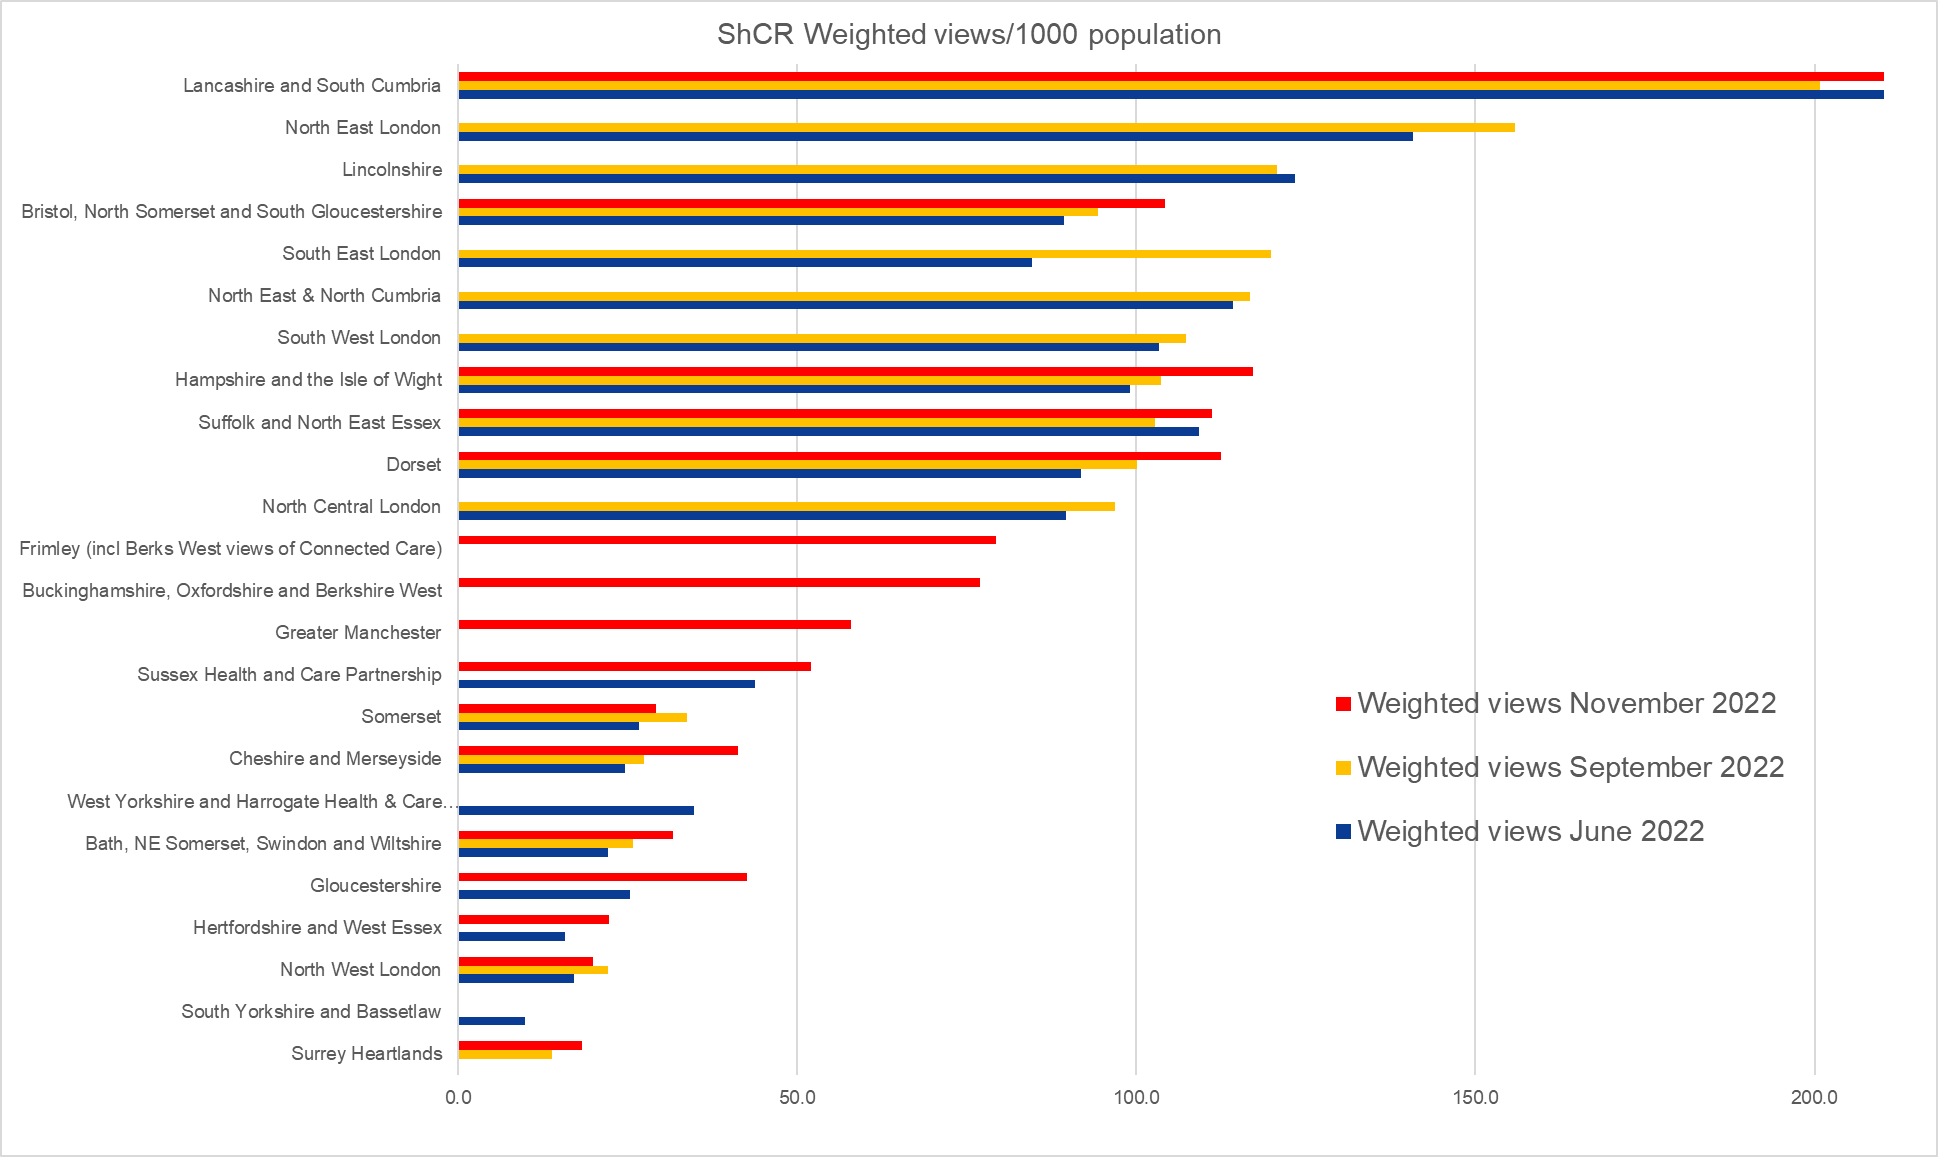 ShCR Weighted views/1000 population
Lancashire and South Cumbria
North East London
Lincolnshire
Bristol, North Somerset and South Gloucestershire
South East London
North East & North Cumbria
South West London
Hampshire and the Isle of Wight
Suffolk and North East Essex
Dorset
North Central London
Frimley (incl Berks West views of Connected Care)
Buckinghamshire, Oxfordshire and Berkshire West
Greater Manchester
Sussex Health and Care Partnership
Somerset
Cheshire and Merseyside
West Yorkshire and Harrogate Health & Care…
Bath, NE Somerset, Swindon and Wiltshire
Gloucestershire
Hertfordshire and West Essex
North West London
South Yorkshire and Bassetlaw
Surrey Heartlands
Weighted views November 2022
Weighted views September 2022
Weighted views June 2022
0.0 50.0 100.0 150.0 200.0